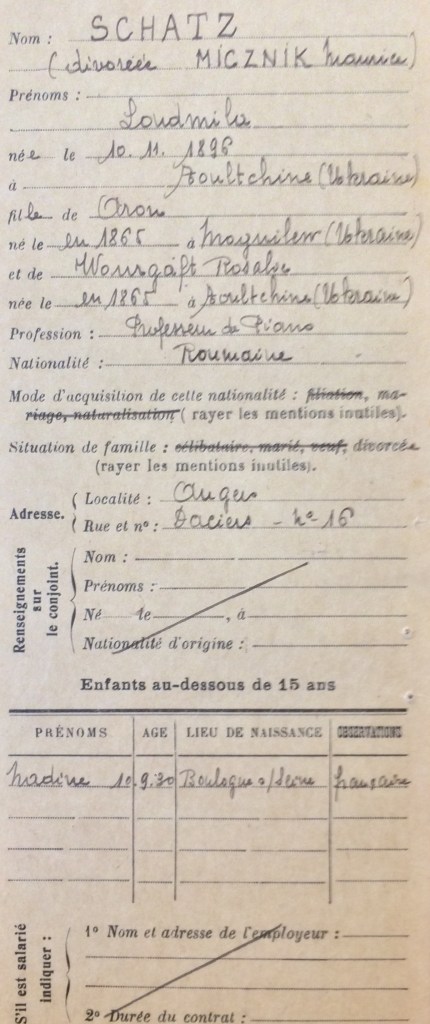 Nom : SCHATZ
(divorcée MICZNIK Maurice)
Prénoms :
Loudmila
née le 10. 11. 1896
à Toultchine (Ukraine)
fille de Aron
né le en 1865 à Moguilew (Ukraine)
et de Wourgaft Rosalie
née le en 1865 à Toultchine (Ukraine)
Profession : Professeur de Piano
Nationalité : Roumaine
Mode d'acquisition de cette nationalité : filiation, ma-
riage, naturalisation (rayer les mentions inutiles).
Situation de famille : célibataire, marié, veuf, divorcée
(rayer les mentions inutiles).
Adresse.
Localité : Angers
Rue et n° : Daciers - N° 16
Renseignements
sur
le conjoint.
Nom :
Prénoms :
Né le , à
Nationalité d'origine :
Enfants au-dessous de 15 ans
PRÉNOMS AGE LIEU DE NAISSANCE OBSERVATIONS
Nadine 10.9.30 Boulogne s/Seine française
S'il est salarié
indiquer :
1° Nom et adresse de l'employeur :
2° Durée du contrat :